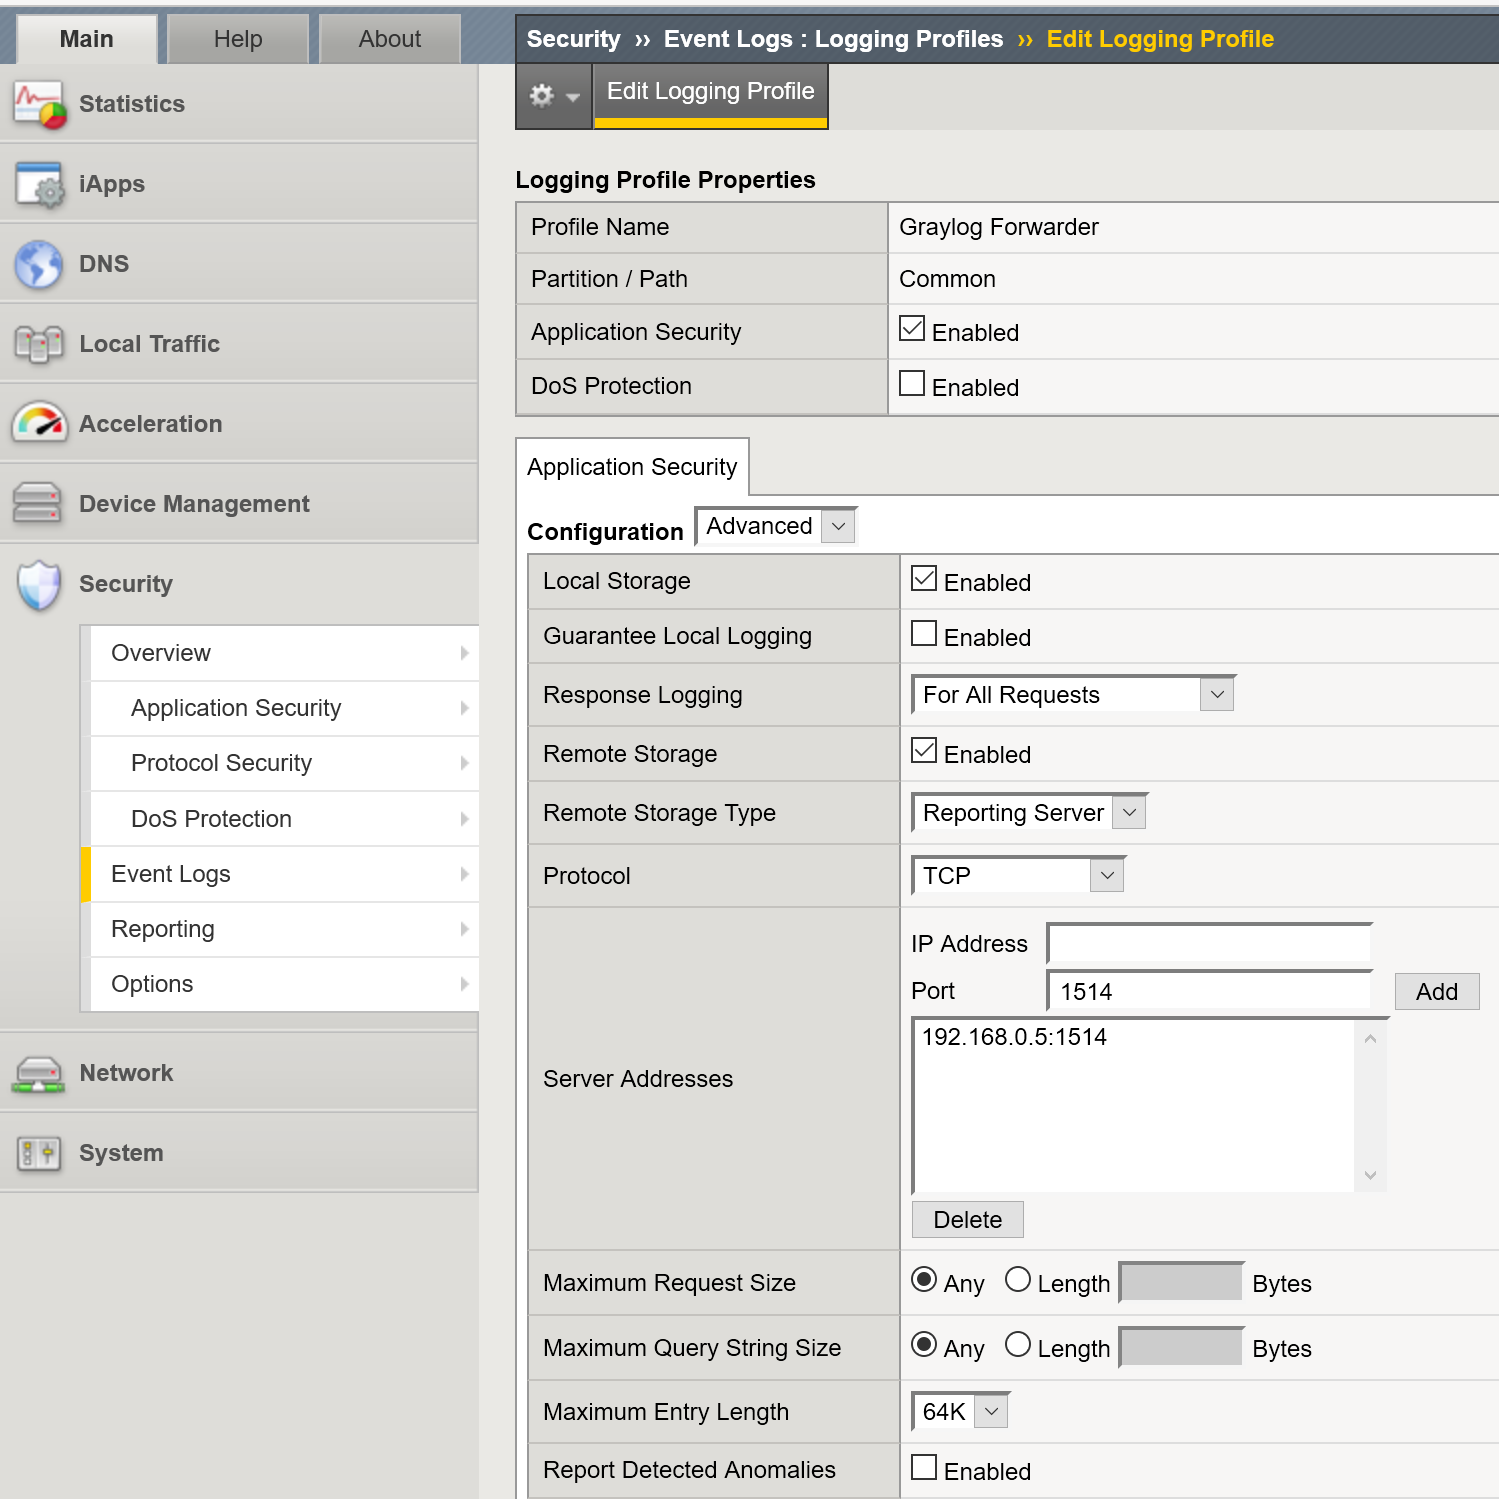 Main
Help
About
Statistics
iApps
DNS
Local Traffic
Acceleration
Device Management
Security
Overview
Application Security
Protocol Security
DoS Protection
Event Logs
Reporting
Options
Network
System
Security ›› Event Logs : Logging Profiles ›› Edit Logging Profile
Edit Logging Profile
Logging Profile Properties
Profile Name Graylog Forwarder
Partition / Path Common
Application Security Enabled
DoS Protection Enabled
Application Security
Configuration Advanced
Local Storage Enabled
Guarantee Local Logging Enabled
Response Logging For All Requests
Remote Storage Enabled
Remote Storage Type Reporting Server
Protocol TCP
Server Addresses
IP Address
Port 1514 Add
192.168.0.5:1514
Delete
Maximum Request Size Any Length Bytes
Maximum Query String Size Any Length Bytes
Maximum Entry Length 64K
Report Detected Anomalies Enabled